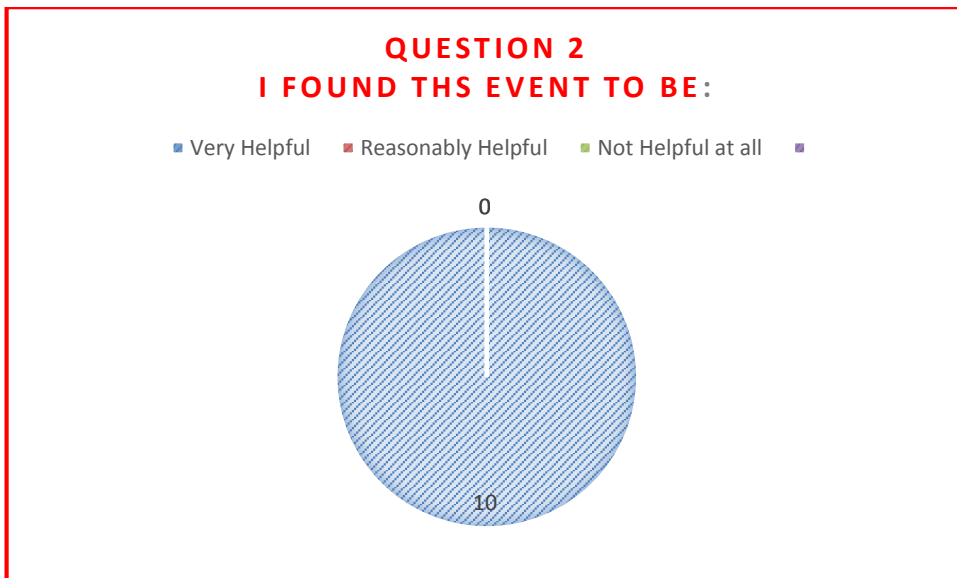 QUESTION 2
I FOUND THS EVENT TO BE:
Very Helpful Reasonably Helpful Not Helpful at all
0
10